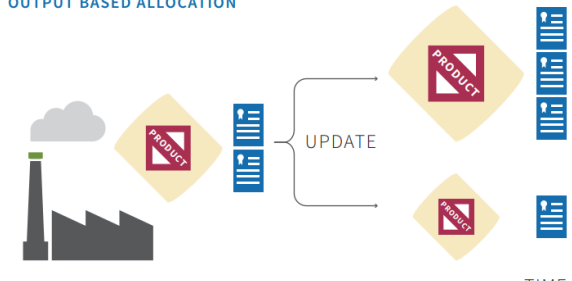 OUTPUT BASED ALLOCATION
PRODUCT
PRODUCT
UPDATE
PRODUCT
TIME